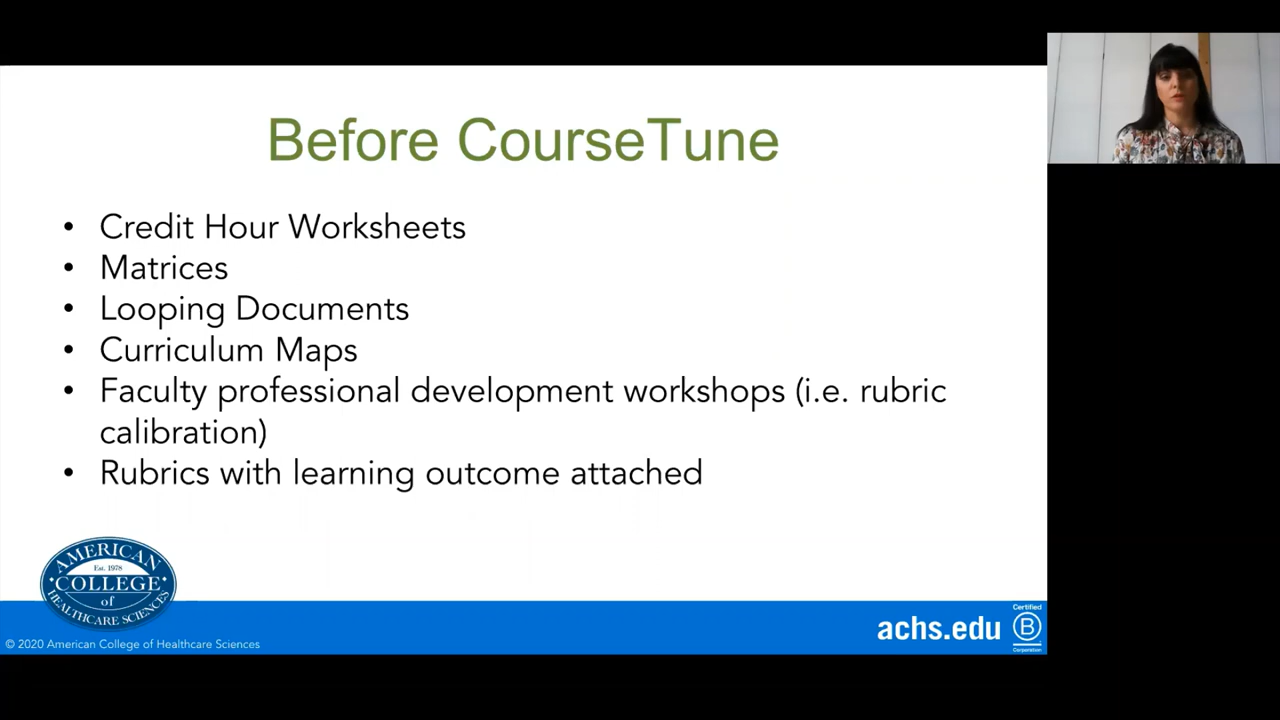 Before CourseTune
• Credit Hour Worksheets
• Matrices
• Looping Documents
• Curriculum Maps
• Faculty professional development workshops (i.e. rubric
calibration)
• Rubrics with learning outcome attached
AMERICAN
Est. 1978
COLLEGE
of
HEALTHCARE SCIENCES
© 2020 American College of Healthcare Sciences
achs.edu
Certified
B
Corporation